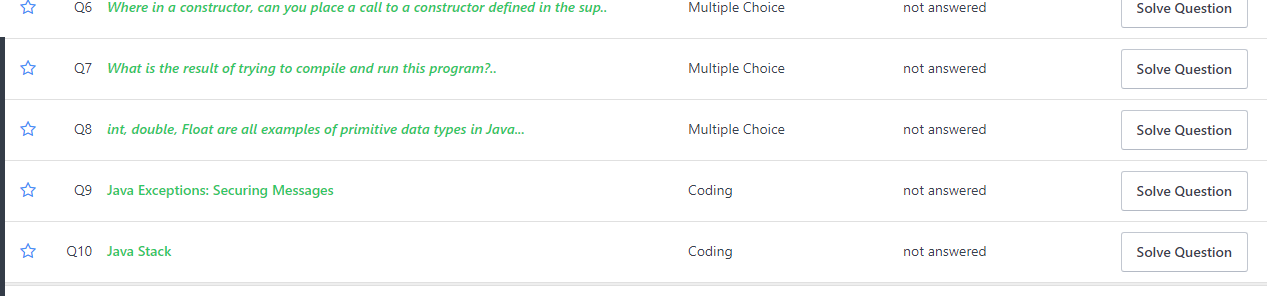 Q6 Where in a constructor, can you place a call to a constructor defined in the sup.. Multiple Choice not answered Solve Question
Q7 What is the result of trying to compile and run this program?.. Multiple Choice not answered Solve Question
Q8 int, double, Float are all examples of primitive data types in Java... Multiple Choice not answered Solve Question
Q9 Java Exceptions: Securing Messages Coding not answered Solve Question
Q10 Java Stack Coding not answered Solve Question